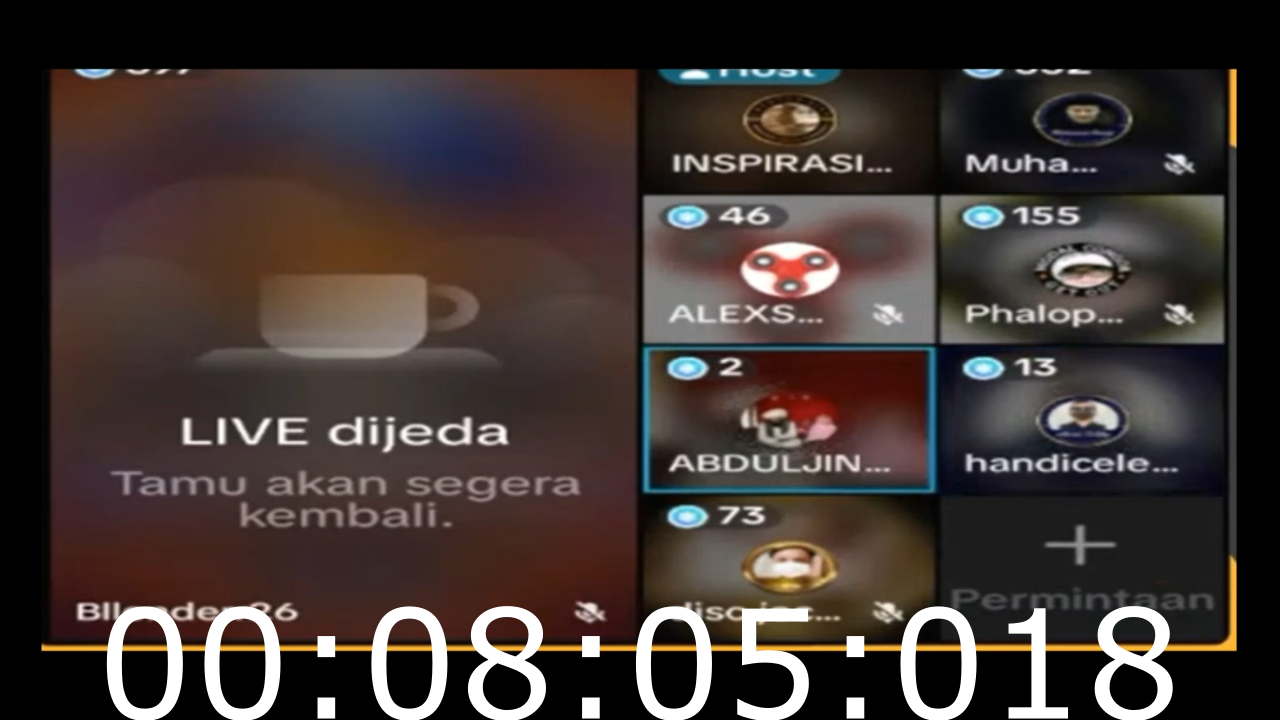 Host
INSPIRASI...
Muha...
46
155
ALEXS...
Phalop...
2
13
ABDULJIN...
handicele...
LIVE dijeda
Tamu akan segera
kembali.
73
Permintaan
00:08:05:018